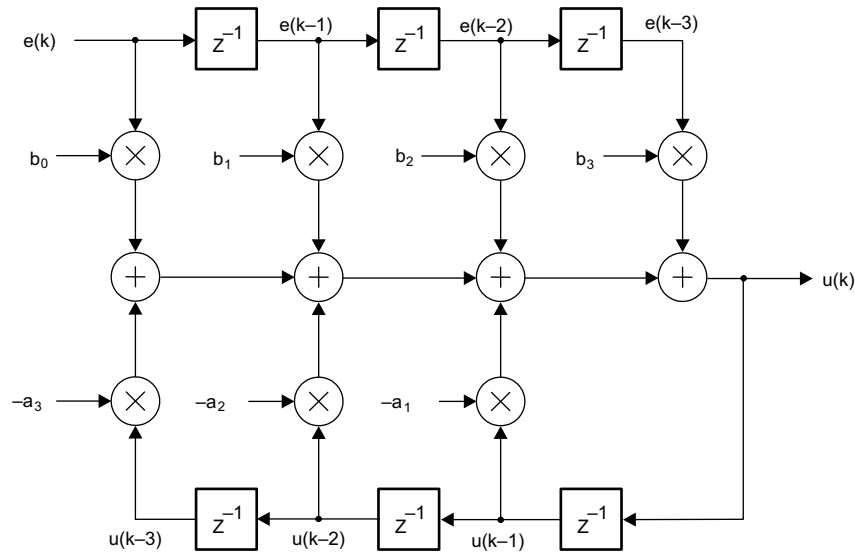 e(k)
z⁻¹
e(k–1)
z⁻¹
e(k–2)
z⁻¹
e(k–3)
b₀
×
b₁
×
b₂
×
b₃
×
+
+
+
+
u(k)
–a₃
×
–a₂
×
–a₁
×
u(k–3)
z⁻¹
u(k–2)
z⁻¹
u(k–1)
z⁻¹